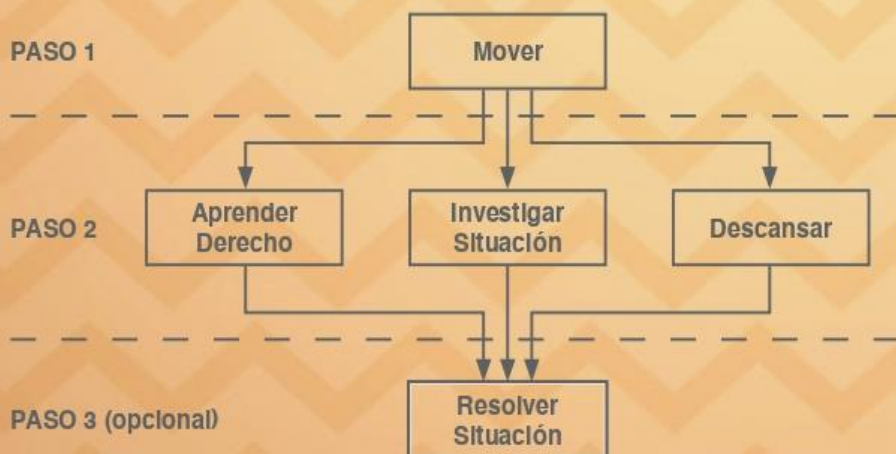 PASO 1
Mover
PASO 2
Aprender
Derecho
Investigar
Situación
Descansar
PASO 3 (opcional)
Resolver
Situación